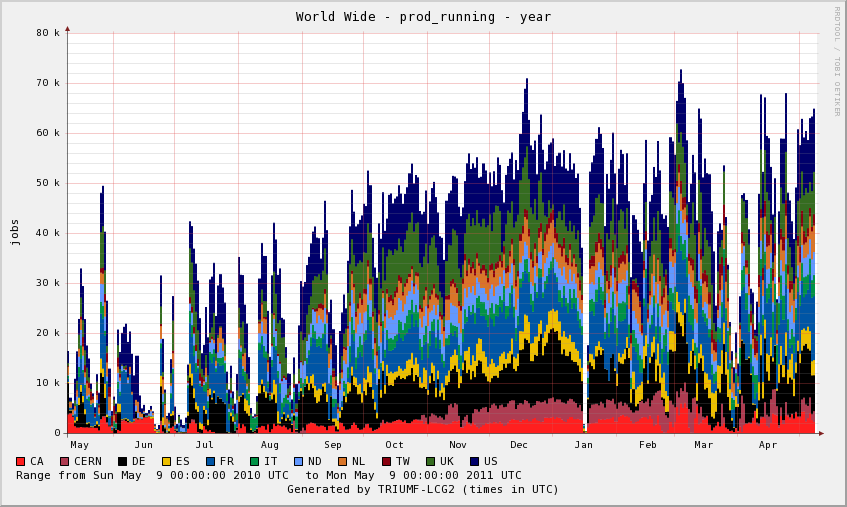 World Wide - prod_running - year
RRDTOOL / TOBI OETIKER
jobs
80 k
70 k
60 k
50 k
40 k
30 k
20 k
10 k
0
May Jun Jul Aug Sep Oct Nov Dec Jan Feb Mar Apr
CA CERN DE ES FR IT ND NL TW UK US
Range from Sun May  9 00:00:00 2010 UTC  to Mon May  9 00:00:00 2011 UTC
Generated by TRIUMF-LCG2 (times in UTC)